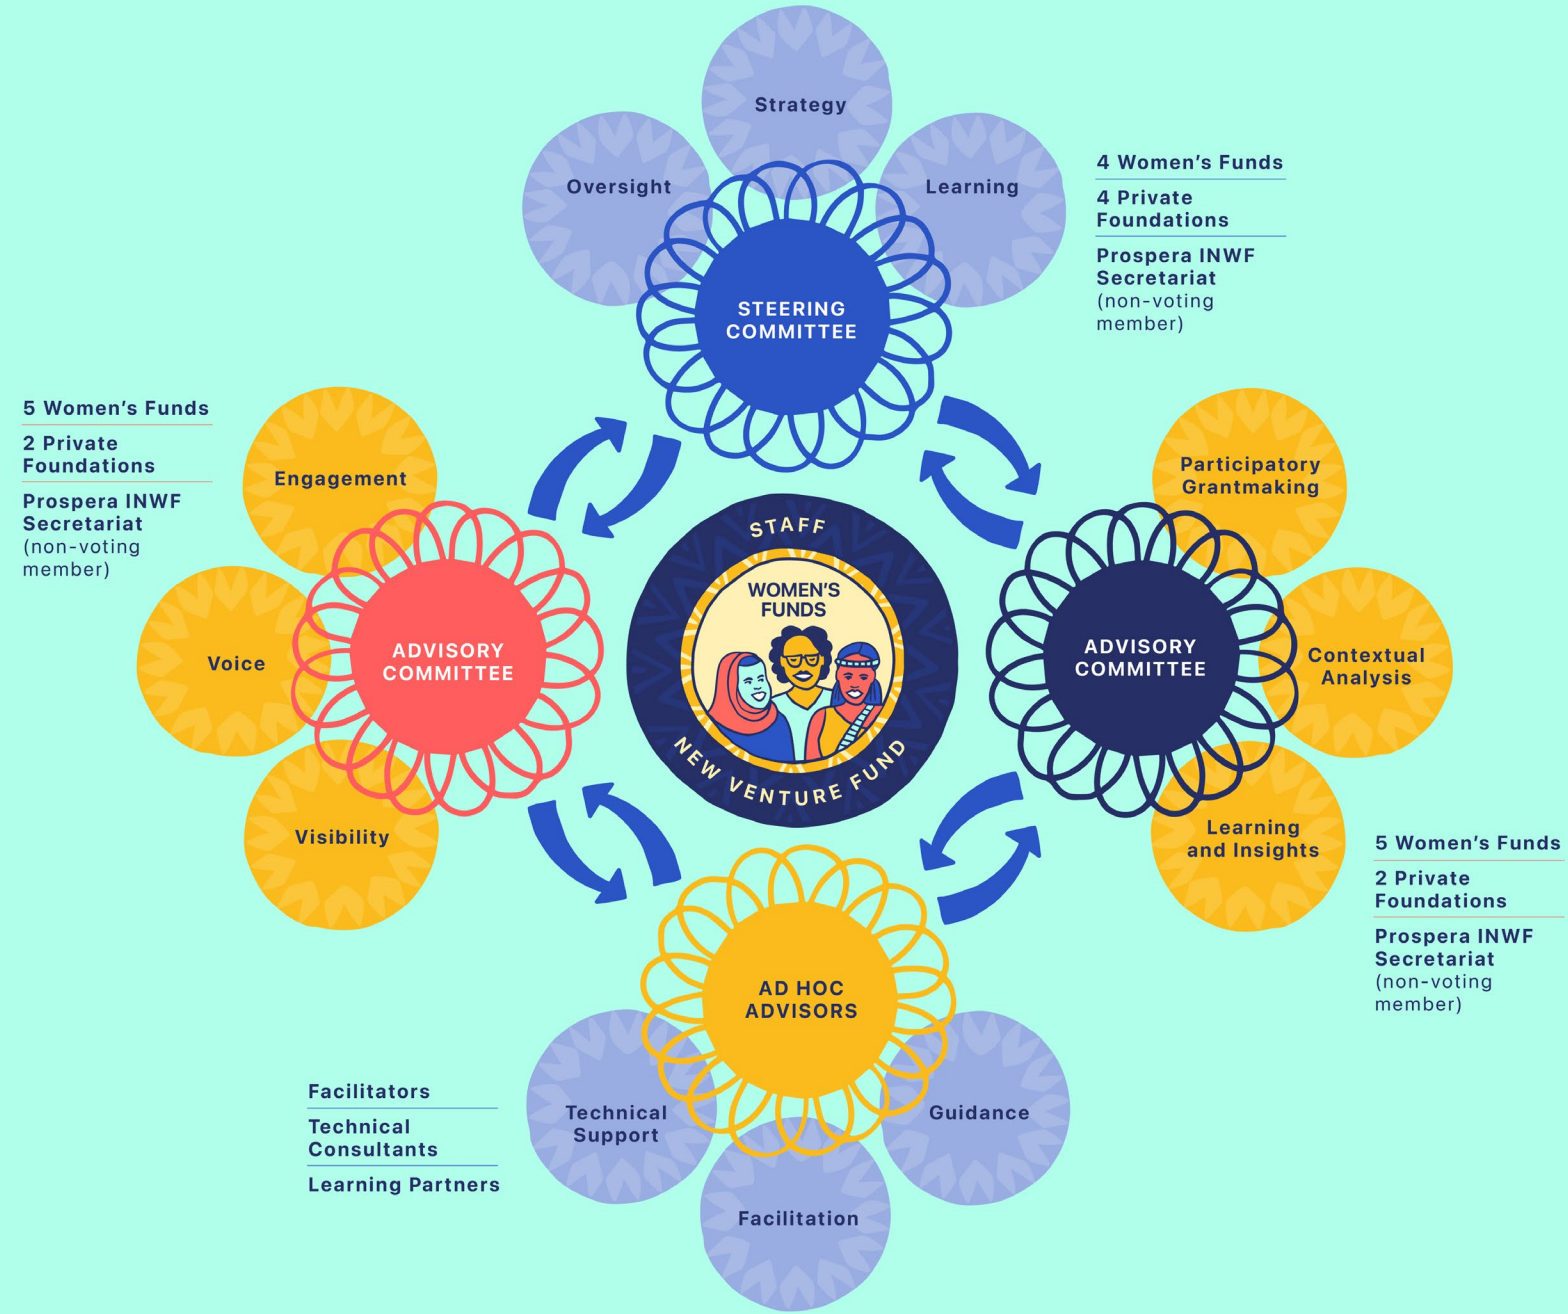 Strategy
Oversight
Learning
STEERING
COMMITTEE
4 Women’s Funds
4 Private
Foundations
Prospera INWF
Secretariat
(non-voting
member)
5 Women’s Funds
2 Private
Foundations
Prospera INWF
Secretariat
(non-voting
member)
Engagement
Voice
Visibility
ADVISORY
COMMITTEE
STAFF
WOMEN’S
FUNDS
NEW VENTURE FUND
ADVISORY
COMMITTEE
Participatory
Grantmaking
Contextual
Analysis
Learning
and Insights
5 Women’s Funds
2 Private
Foundations
Prospera INWF
Secretariat
(non-voting
member)
AD HOC
ADVISORS
Technical
Support
Facilitation
Guidance
Facilitators
Technical
Consultants
Learning Partners